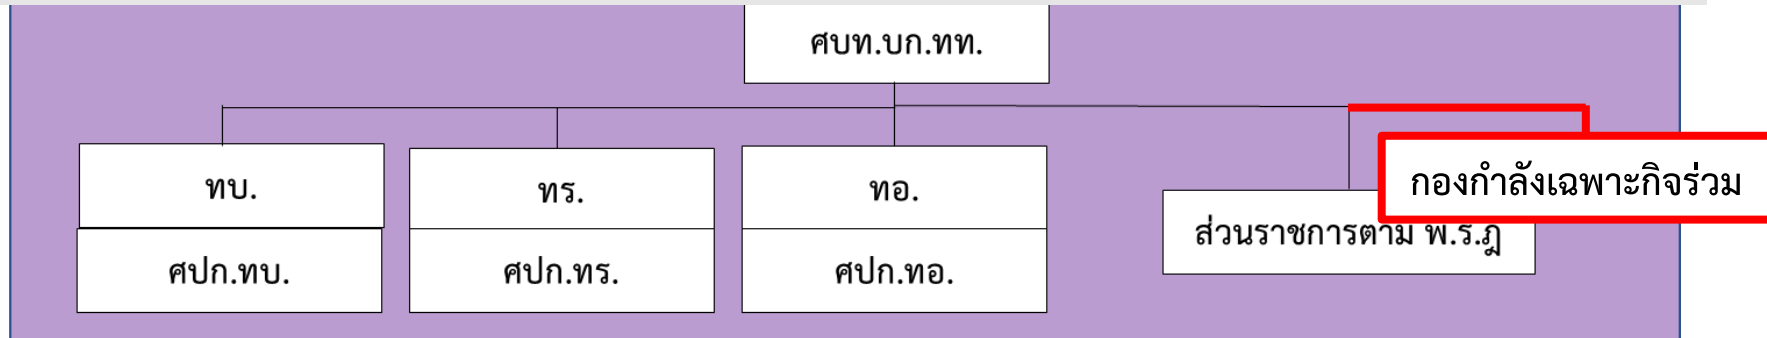 ศบท.บก.ทท.
ทบ.
ศปก.ทบ.
ทร.
ศปก.ทร.
ทอ.
ศปก.ทอ.
กองกำลังเฉพาะกิจร่วม
ส่วนราชการตาม พ.ร.ฎ